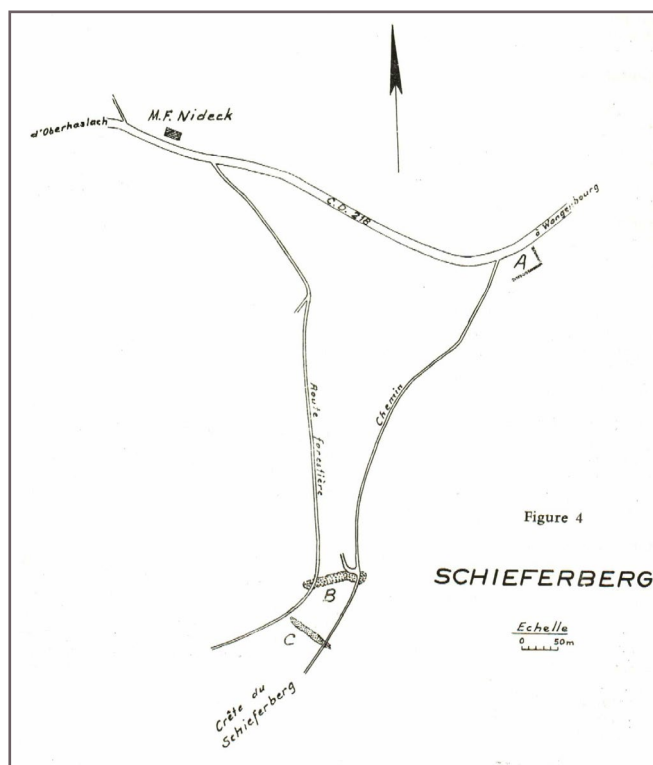 M.F. Nideck
d'Oberhaslach
C.D. 218
à Wangenbourg
A
Route forestière
Chemin
Figure 4
SCHIEFERBERG
B
Echelle
0 50m
C
Crête du
Schieferberg